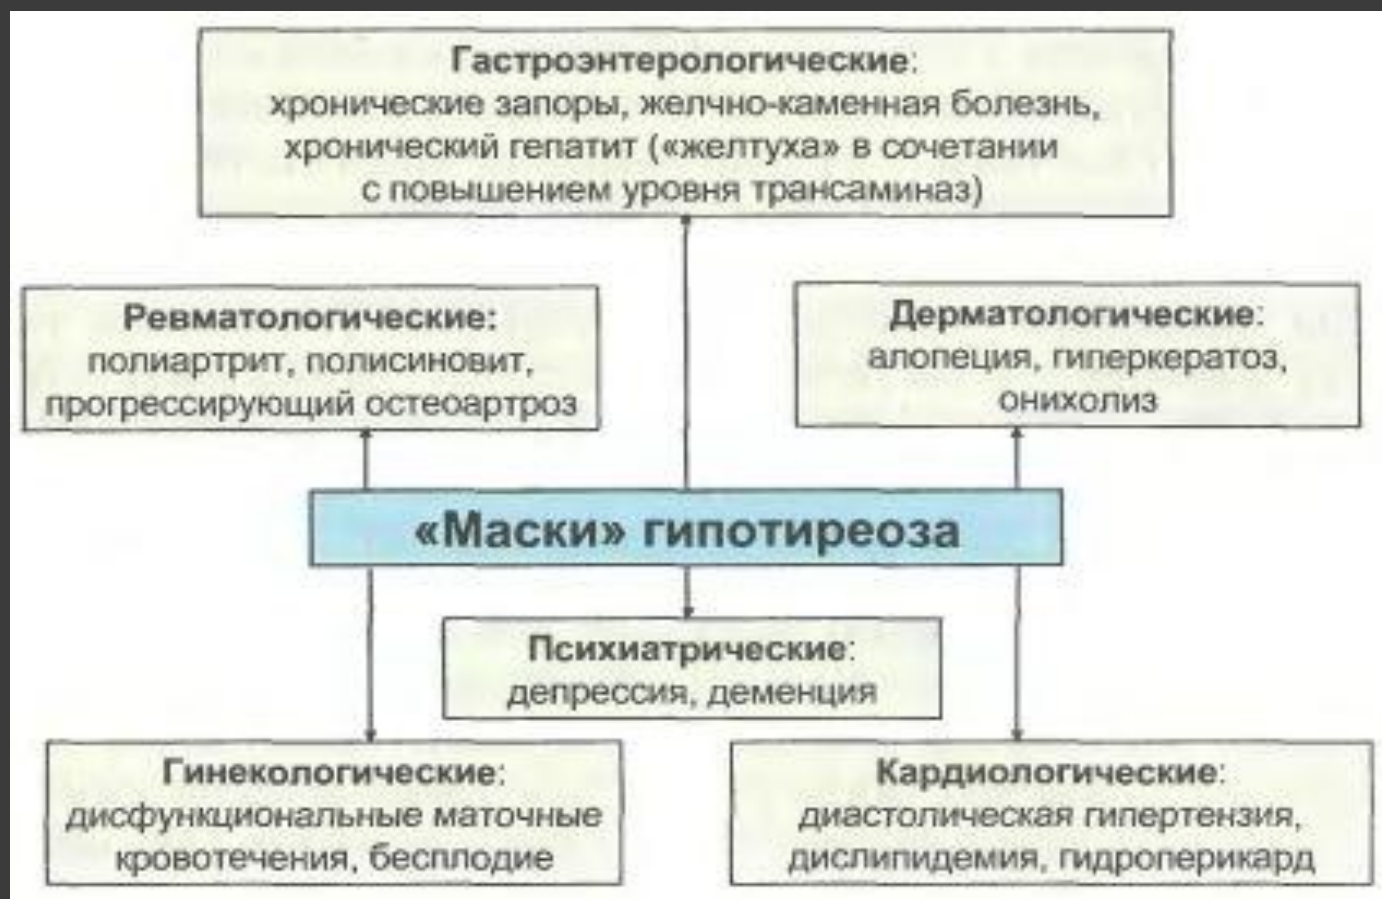 Гастроэнтерологические:
хронические запоры, желчно-каменная болезнь,
хронический гепатит («желтуха» в сочетании
с повышением уровня трансаминаз)
Ревматологические:
полиартрит, полисиновит,
прогрессирующий остеоартроз
Дерматологические:
алопеция, гиперкератоз,
онихолиз
«Маски» гипотиреоза
Психиатрические:
депрессия, деменция
Гинекологические:
дисфункциональные маточные
кровотечения, бесплодие
Кардиологические:
диастолическая гипертензия,
дислипидемия, гидроперикард